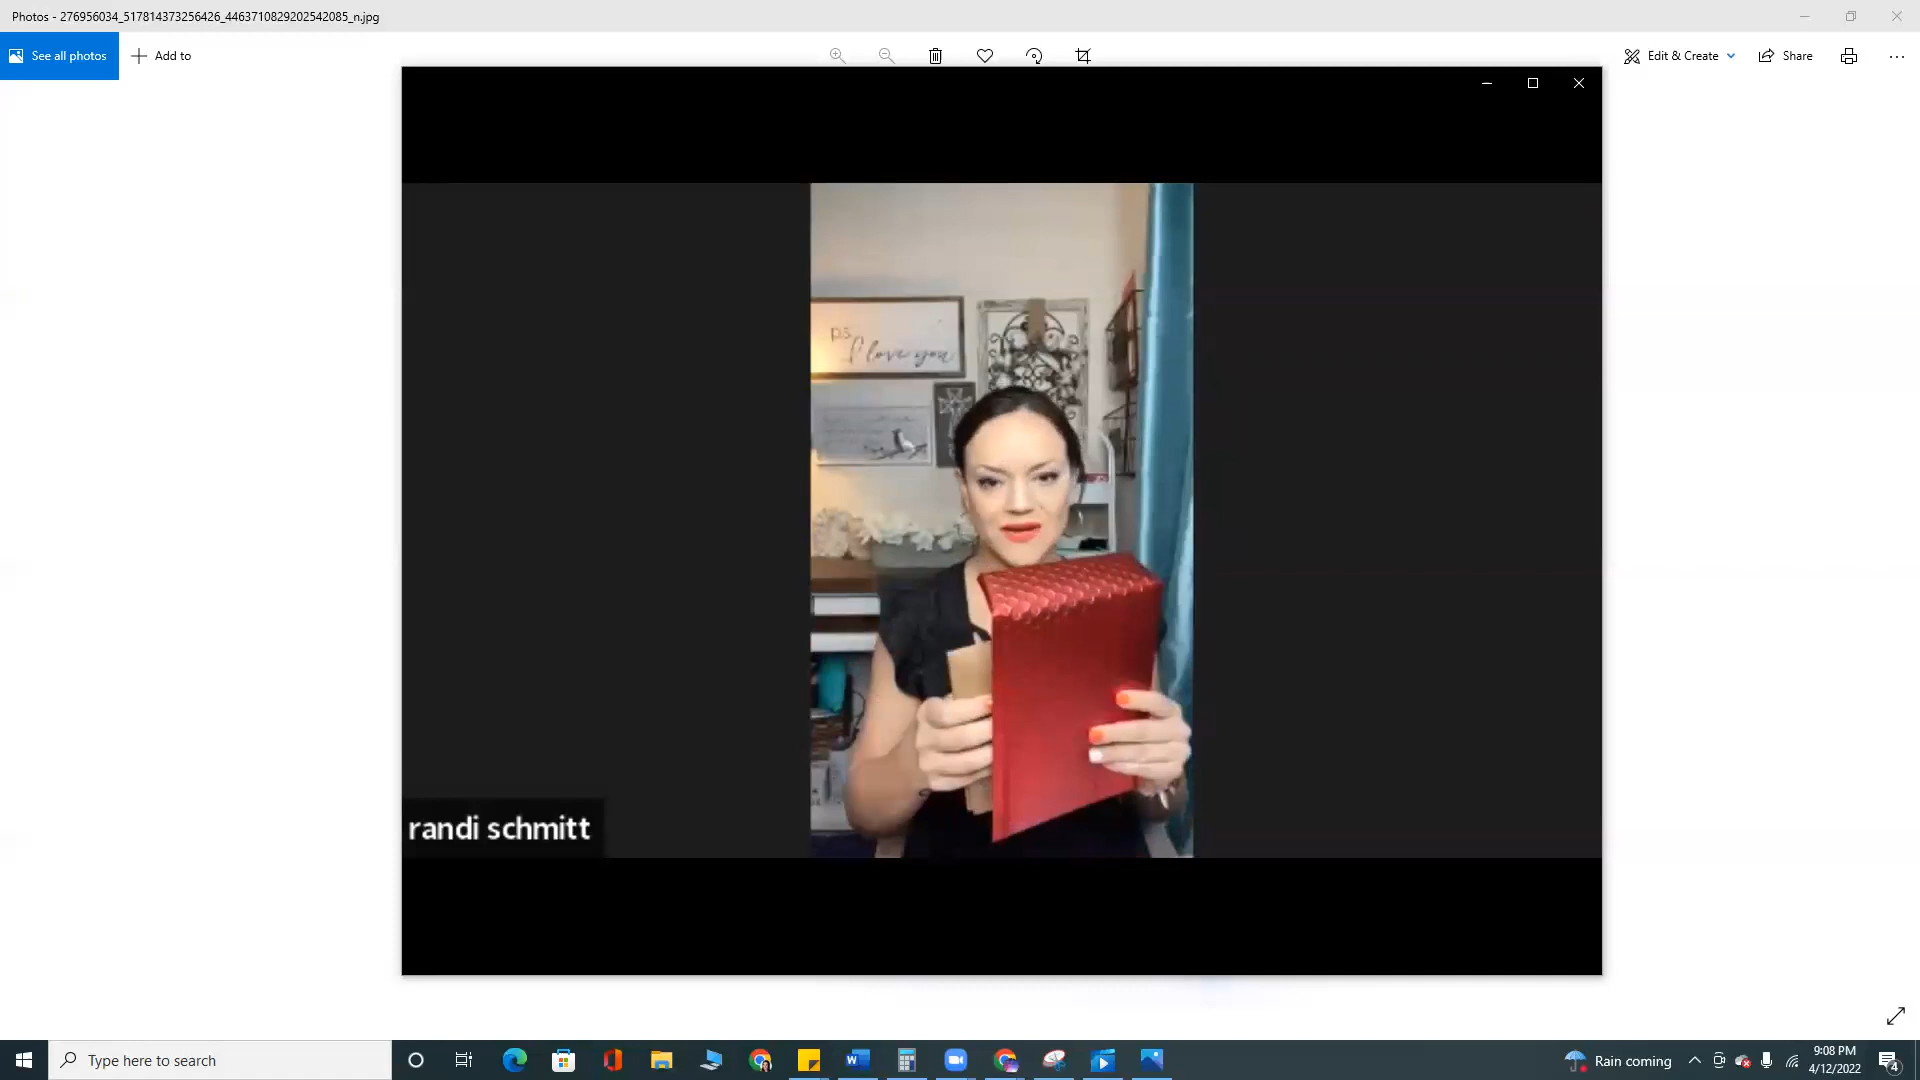 Photos - 276956034_517814373256426_4463710829202542085_n.jpg
See all photos
Add to
Edit & Create
Share
p.s.
I love you
randi schmitt
Type here to search
Rain coming
9:08 PM
4/12/2022
4